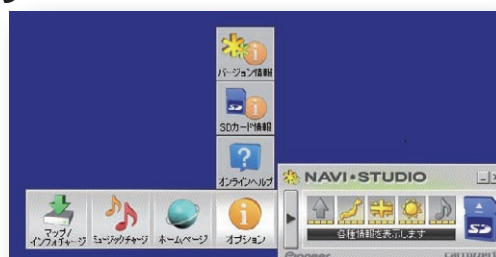 バージョン情報
SDカード情報
オンラインヘルプ
NAVI•STUDIO
マップ/
インフォチャージ
ミュージックチャージ
ホームページ
オプション
各種情報を表示します
Pioneer
carrozzeria